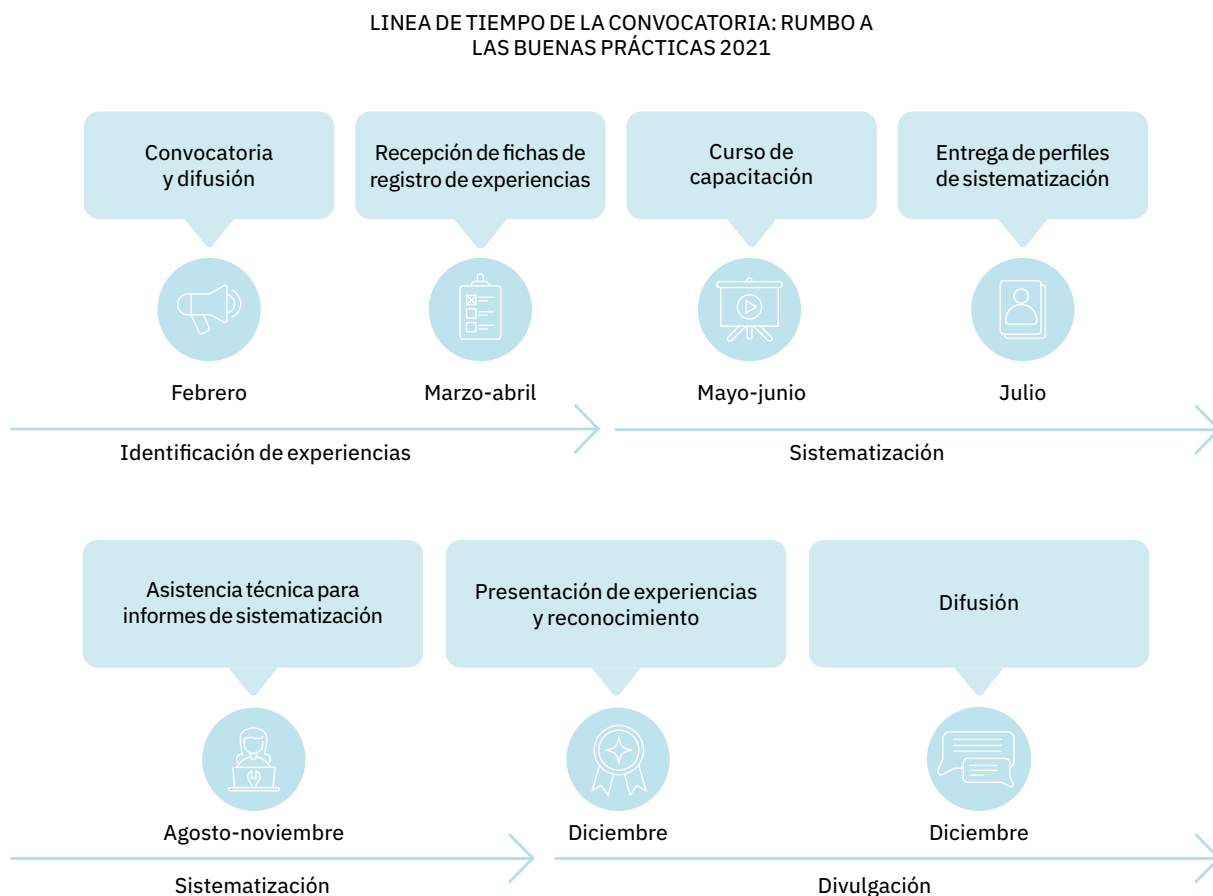 LINEA DE TIEMPO DE LA CONVOCATORIA: RUMBO A
LAS BUENAS PRÁCTICAS 2021
Convocatoria
y difusión
Recepción de fichas de
registro de experiencias
Curso de
capacitación
Entrega de perfiles
de sistematización
Febrero
Marzo-abril
Mayo-junio
Julio
Identificación de experiencias
Sistematización
Asistencia técnica para
informes de sistematización
Presentación de experiencias
y reconocimiento
Difusión
Agosto-noviembre
Diciembre
Diciembre
Sistematización
Divulgación